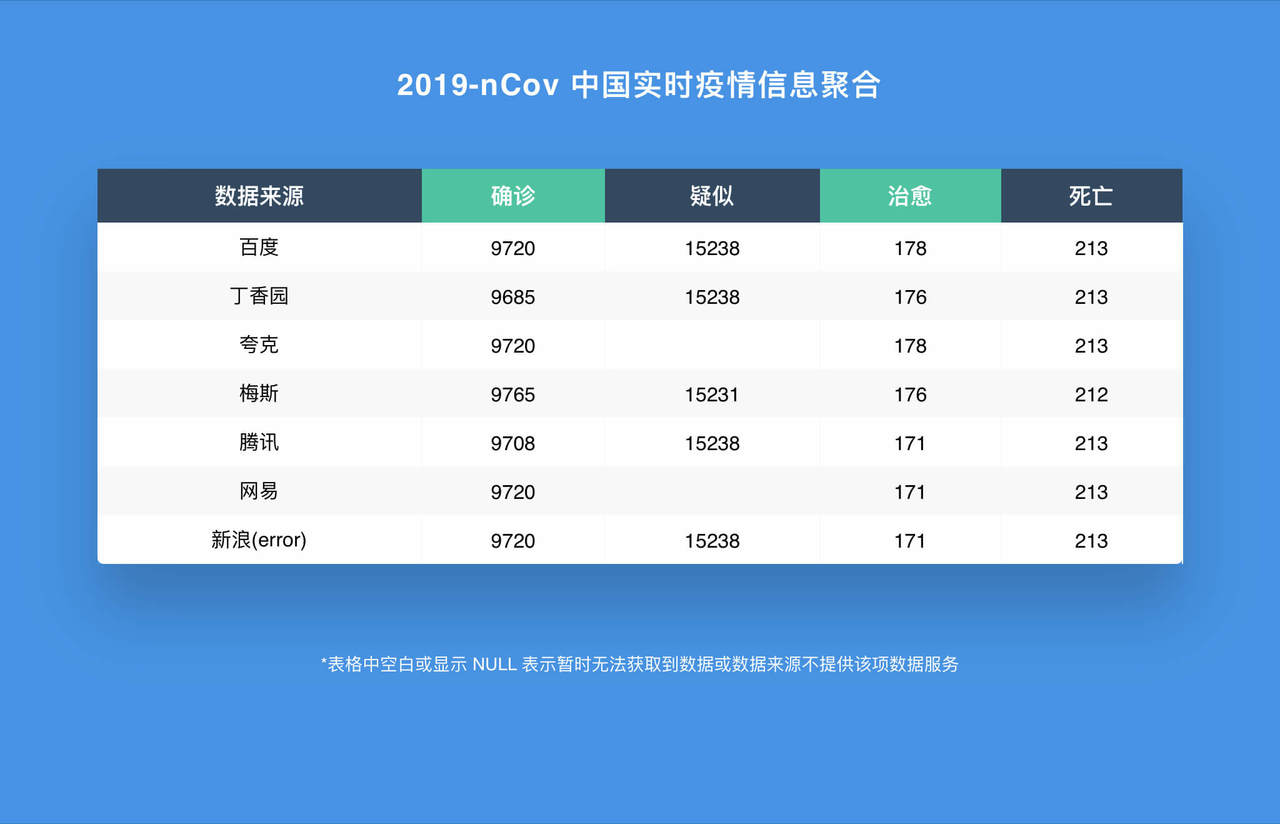 2019-nCov 中国实时疫情信息聚合
数据来源 确诊 疑似 治愈 死亡
百度 9720 15238 178 213
丁香园 9685 15238 176 213
夸克 9720 178 213
梅斯 9765 15231 176 212
腾讯 9708 15238 171 213
网易 9720 171 213
新浪(error) 9720 15238 171 213
*表格中空白或显示 NULL 表示暂时无法获取到数据或数据来源不提供该项数据服务